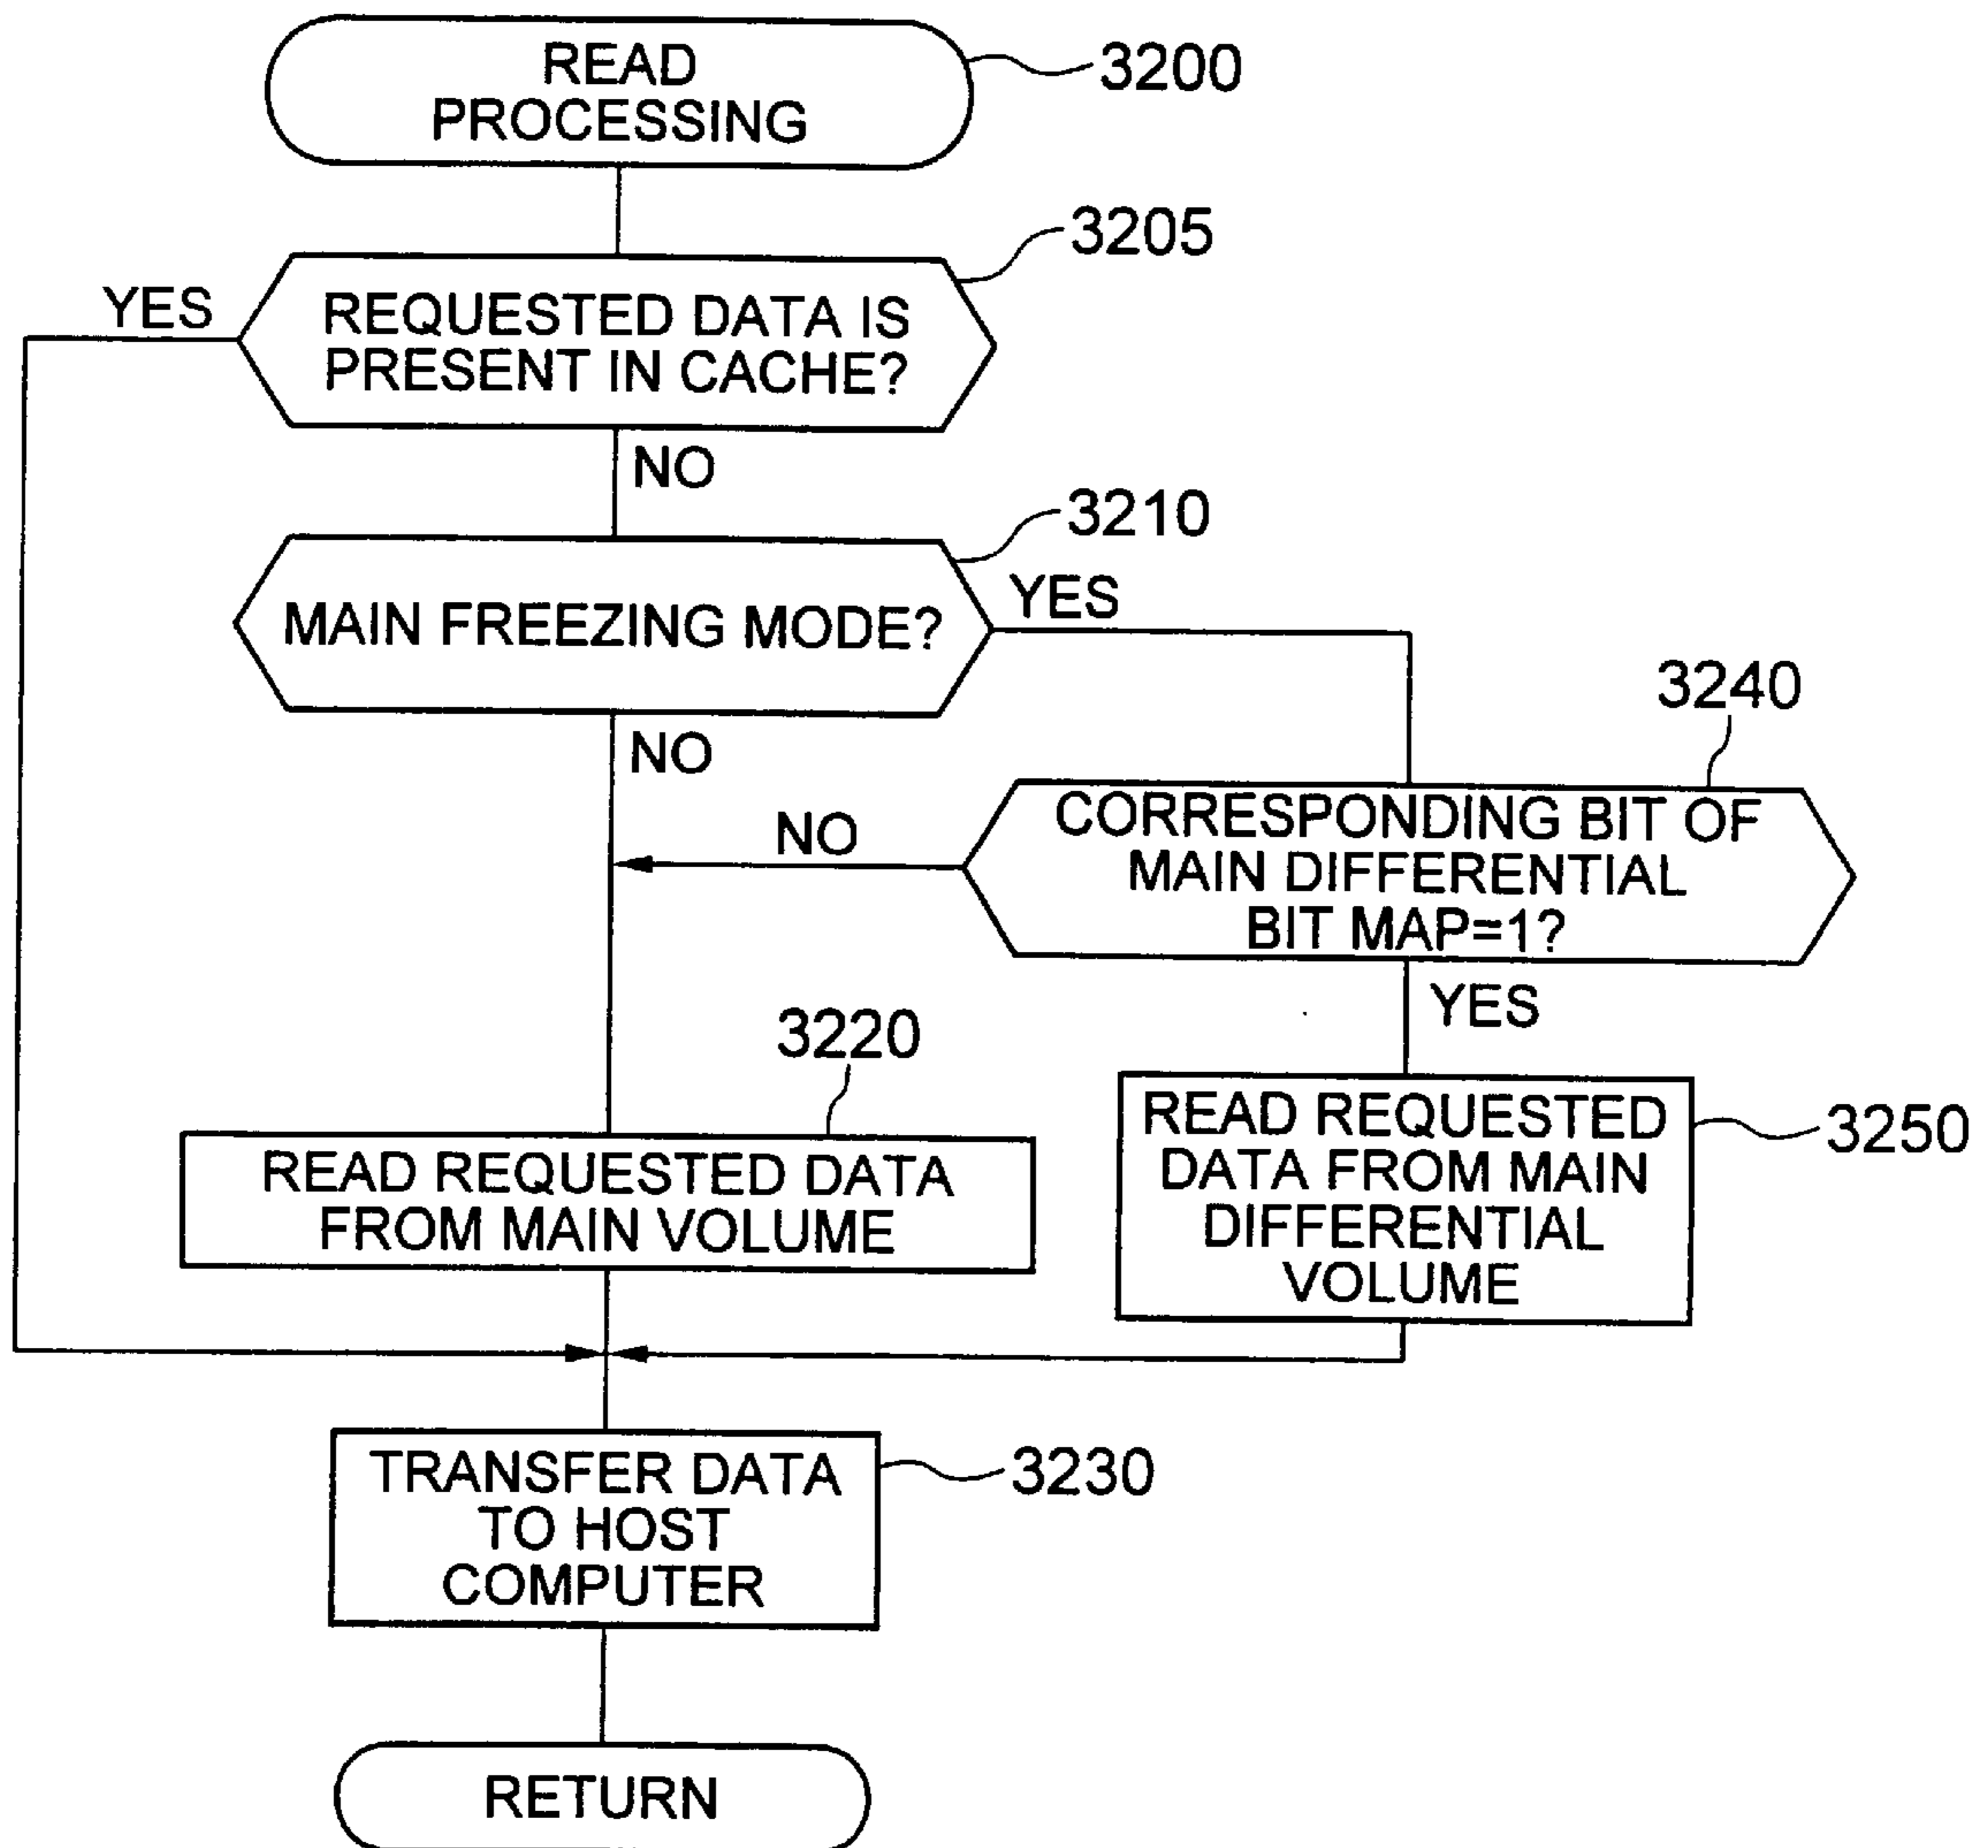 READ
PROCESSING
3200
3205
YES
REQUESTED DATA IS
PRESENT IN CACHE?
NO
3210
MAIN FREEZING MODE?
YES
3240
NO
CORRESPONDING BIT OF
MAIN DIFFERENTIAL
BIT MAP=1?
NO
YES
3220
READ REQUESTED DATA
FROM MAIN VOLUME
READ REQUESTED
DATA FROM MAIN
DIFFERENTIAL
VOLUME
3250
TRANSFER DATA
TO HOST
COMPUTER
3230
RETURN